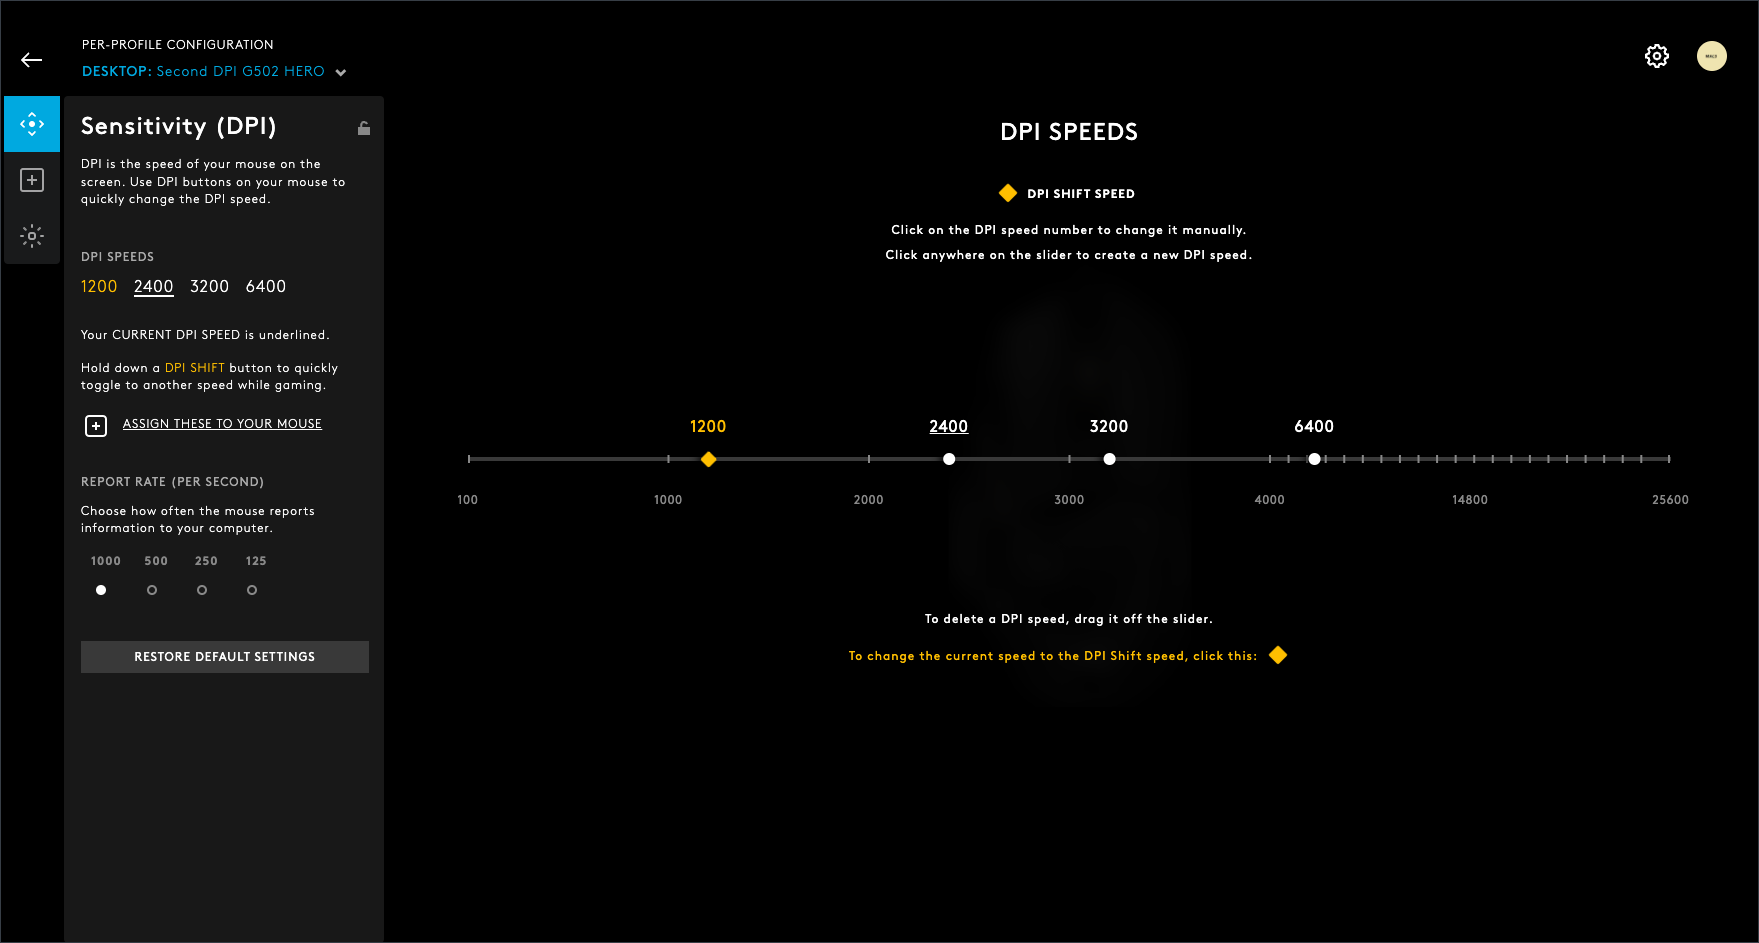 PER-PROFILE CONFIGURATION
DESKTOP: Second DPI G502 HERO
Sensitivity (DPI)
DPI is the speed of your mouse on the
screen. Use DPI buttons on your mouse to
quickly change the DPI speed.
DPI SPEEDS
1200 2400 3200 6400
Your CURRENT DPI SPEED is underlined.
Hold down a DPI SHIFT button to quickly
toggle to another speed while gaming.
ASSIGN THESE TO YOUR MOUSE
REPORT RATE (PER SECOND)
Choose how often the mouse reports
information to your computer.
1000 500 250 125
RESTORE DEFAULT SETTINGS
DPI SPEEDS
DPI SHIFT SPEED
Click on the DPI speed number to change it manually.
Click anywhere on the slider to create a new DPI speed.
1200 2400 3200 6400
100 1000 2000 3000 4000 14800 25600
To delete a DPI speed, drag it off the slider.
To change the current speed to the DPI Shift speed, click this: